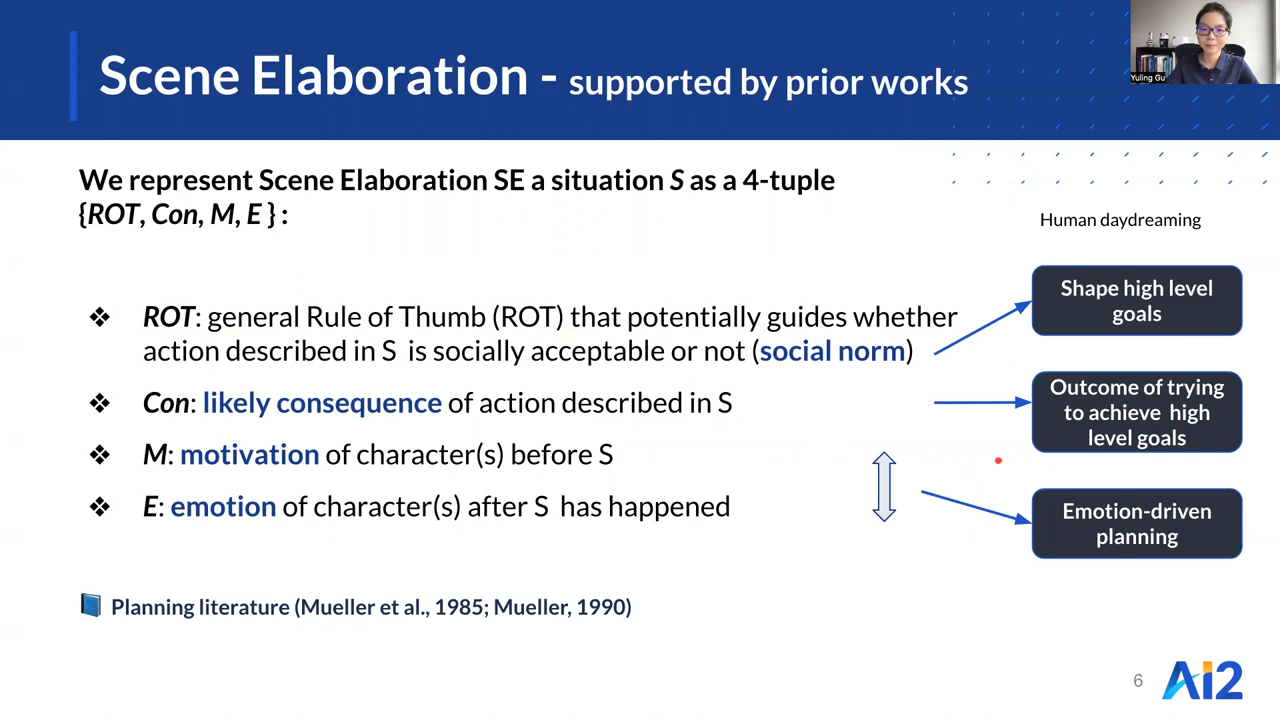 Scene Elaboration - supported by prior works
Yuling Gu
We represent Scene Elaboration SE a situation S as a 4-tuple
{ROT, Con, M, E } :
Human daydreaming
❖ ROT: general Rule of Thumb (ROT) that potentially guides whether
action described in S is socially acceptable or not (social norm)
❖ Con: likely consequence of action described in S
❖ M: motivation of character(s) before S
❖ E: emotion of character(s) after S has happened
Shape high level
goals
Outcome of trying
to achieve high
level goals
Emotion-driven
planning
Planning literature (Mueller et al., 1985; Mueller, 1990)
6
Ai2